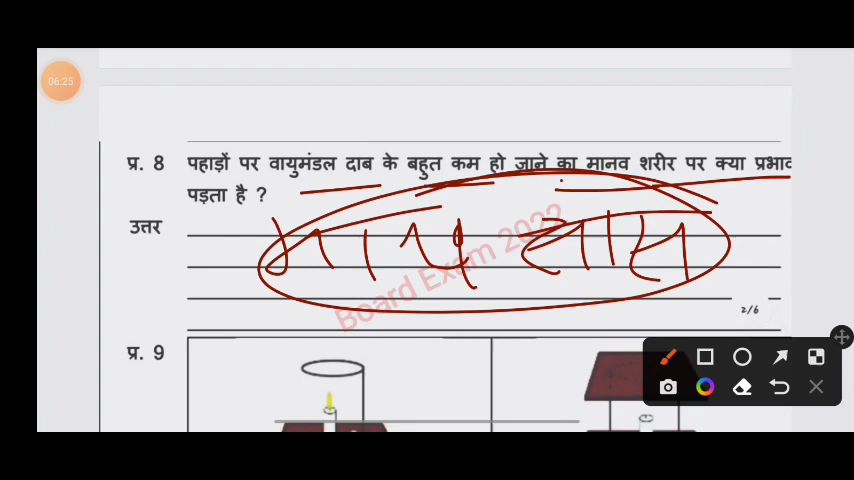 06:25
प्र. 8 पहाड़ों पर वायुमंडल दाब के बहुत कम हो जाने का मानव शरीर पर क्या प्रभाव
पड़ता है ?
उत्तर
Board Exam 2022
2/6
प्र. 9